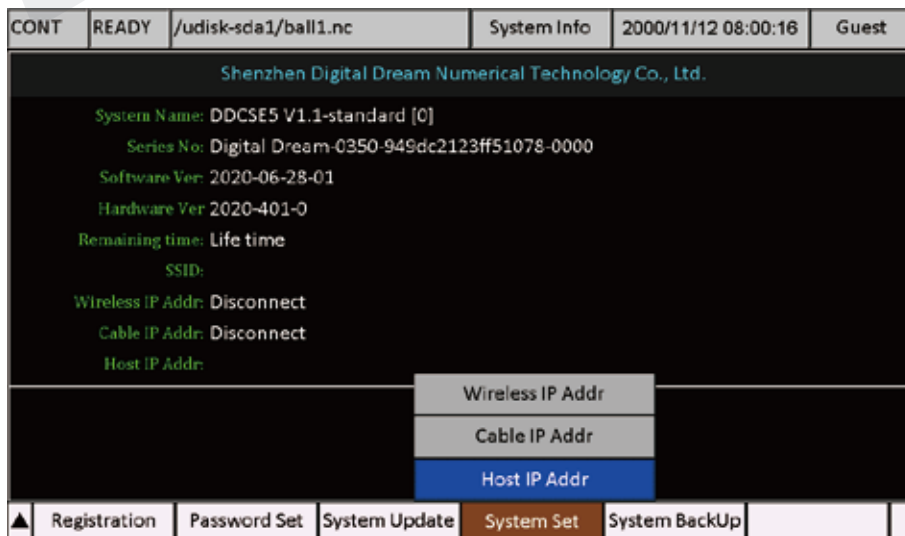 CONT READY /udisk-sda1/ball1.nc System Info 2000/11/12 08:00:16 Guest
Shenzhen Digital Dream Numerical Technology Co., Ltd.
System Name: DDCSE5 V1.1-standard [0]
Series No: Digital Dream-0350-949dc2123ff51078-0000
Software Ver: 2020-06-28-01
Hardware Ver 2020-401-0
Remaining time: Life time
SSID:
Wireless IP Addr: Disconnect
Cable IP Addr: Disconnect
Host IP Addr:
Wireless IP Addr
Cable IP Addr
Host IP Addr
▲ Registration Password Set System Update System Set System BackUp